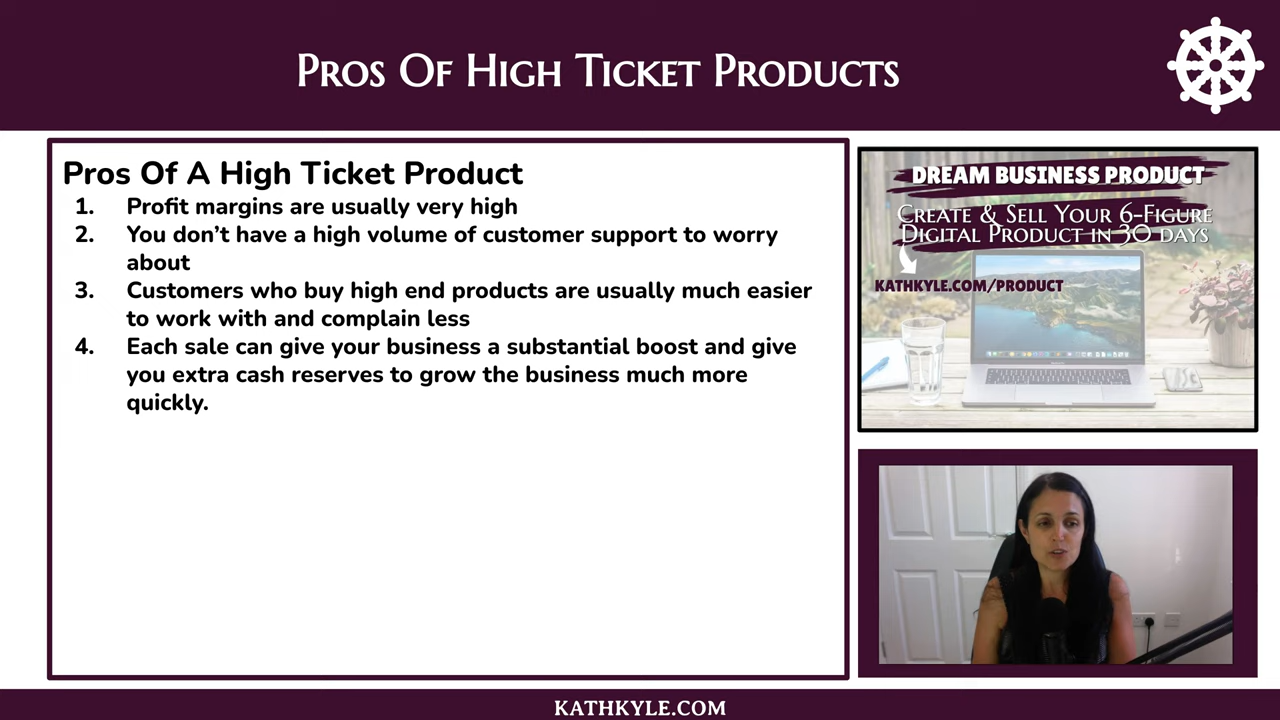 Pros Of High Ticket Products
Pros Of A High Ticket Product
1. Profit margins are usually very high
2. You don’t have a high volume of customer support to worry
about
3. Customers who buy high end products are usually much easier
to work with and complain less
4. Each sale can give your business a substantial boost and give
you extra cash reserves to grow the business much more
quickly.
DREAM BUSINESS PRODUCT
Create & Sell Your 6-Figure
Digital Product in 30 days
KATHKYLE.COM/PRODUCT
KATHKYLE.COM